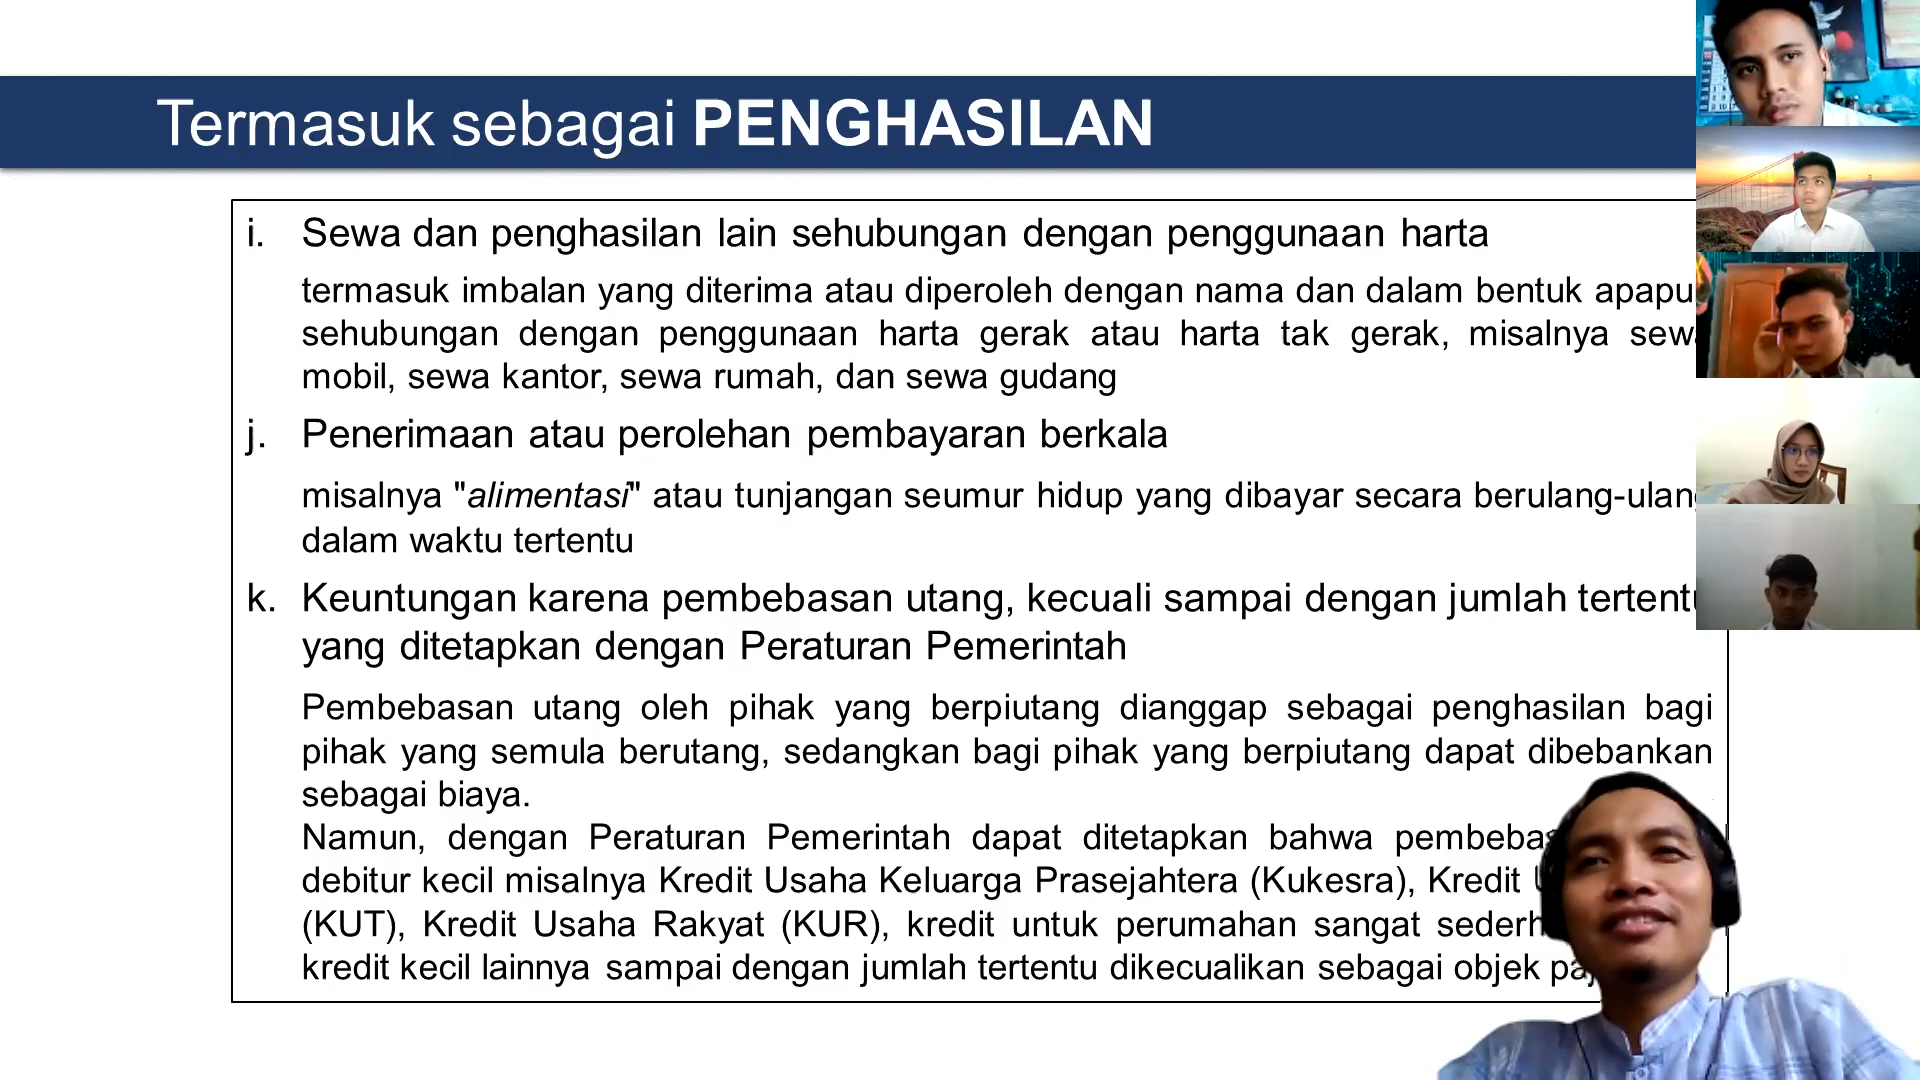 Termasuk sebagai PENGHASILAN
i. Sewa dan penghasilan lain sehubungan dengan penggunaan harta
termasuk imbalan yang diterima atau diperoleh dengan nama dan dalam bentuk
sehubungan dengan penggunaan harta gerak atau harta tak gerak, misalnya
mobil, sewa kantor, sewa rumah, dan sewa gudang
j. Penerimaan atau perolehan pembayaran berkala
misalnya "alimentasi" atau tunjangan seumur hidup yang dibayar secara
dalam waktu tertentu
k. Keuntungan karena pembebasan utang, kecuali sampai dengan jumlah
yang ditetapkan dengan Peraturan Pemerintah
Pembebasan utang oleh pihak yang berpiutang dianggap sebagai penghasilan bagi
pihak yang semula berutang, sedangkan bagi pihak yang berpiutang dapat dibebankan
sebagai biaya.
Namun, dengan Peraturan Pemerintah dapat ditetapkan bahwa
debitur kecil misalnya Kredit Usaha Keluarga Prasejahtera (Kukesra), Kredit
(KUT), Kredit Usaha Rakyat (KUR), kredit untuk perumahan sangat
kredit kecil lainnya sampai dengan jumlah tertentu dikecualikan sebagai objek